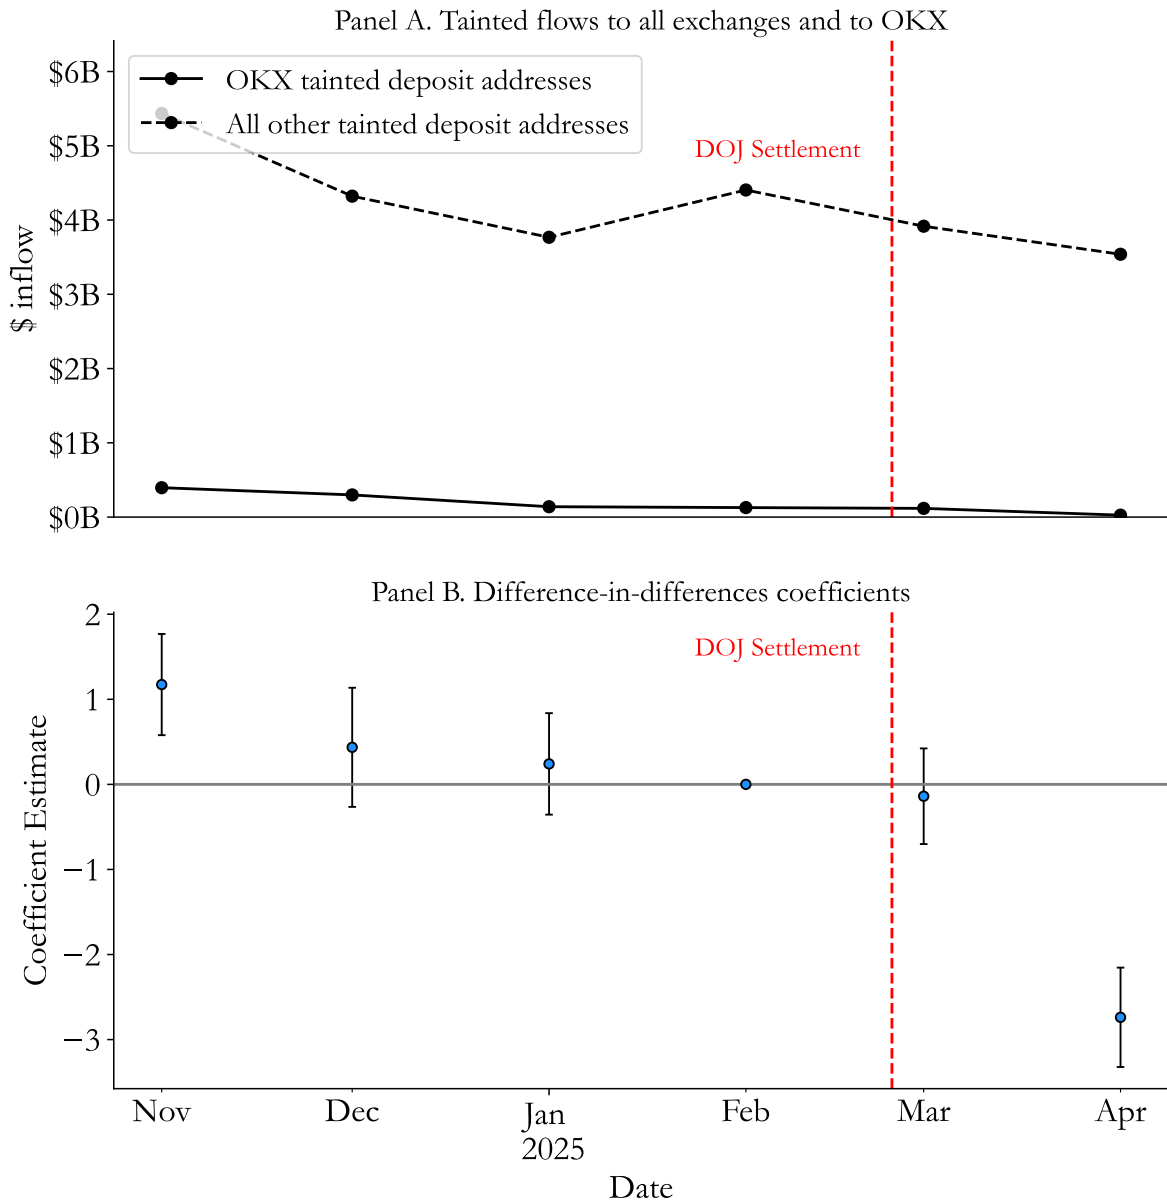 Panel A. Tainted flows to all exchanges and to OKX
OKX tainted deposit addresses
All other tainted deposit addresses
DOJ Settlement
$ inflow
$6B
$5B
$4B
$3B
$2B
$1B
$0B
Panel B. Difference-in-differences coefficients
DOJ Settlement
Coefficient Estimate
2
1
0
−1
−2
−3
Nov Dec Jan Feb Mar Apr
2025
Date